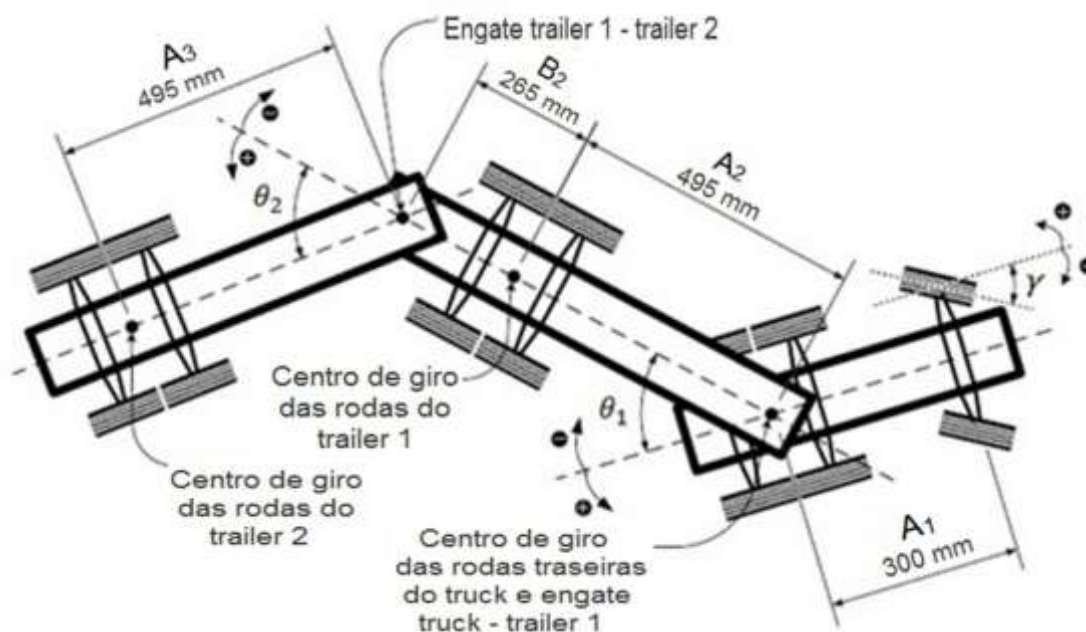 Engate trailer 1 - trailer 2
A3
495 mm
B2
265 mm
A2
495 mm
θ2
γ
Centro de giro
das rodas do
trailer 1
θ1
Centro de giro
das rodas do
trailer 2
Centro de giro
das rodas traseiras
do truck e engate
truck - trailer 1
A1
300 mm